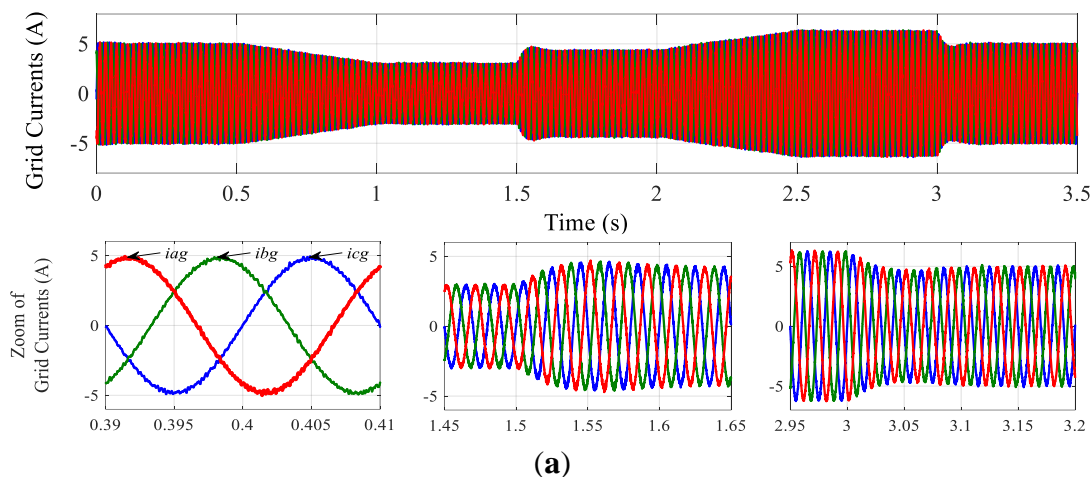 Grid Currents (A)
5
0
-5
0 0.5 1 1.5 2 2.5 3 3.5
Time (s)
Zoom of
Grid Currents (A)
5
0
-5
iag ibg icg
0.39 0.395 0.4 0.405 0.41
5
0
-5
1.45 1.5 1.55 1.6 1.65
5
0
-5
2.95 3 3.05 3.1 3.15 3.2
(a)